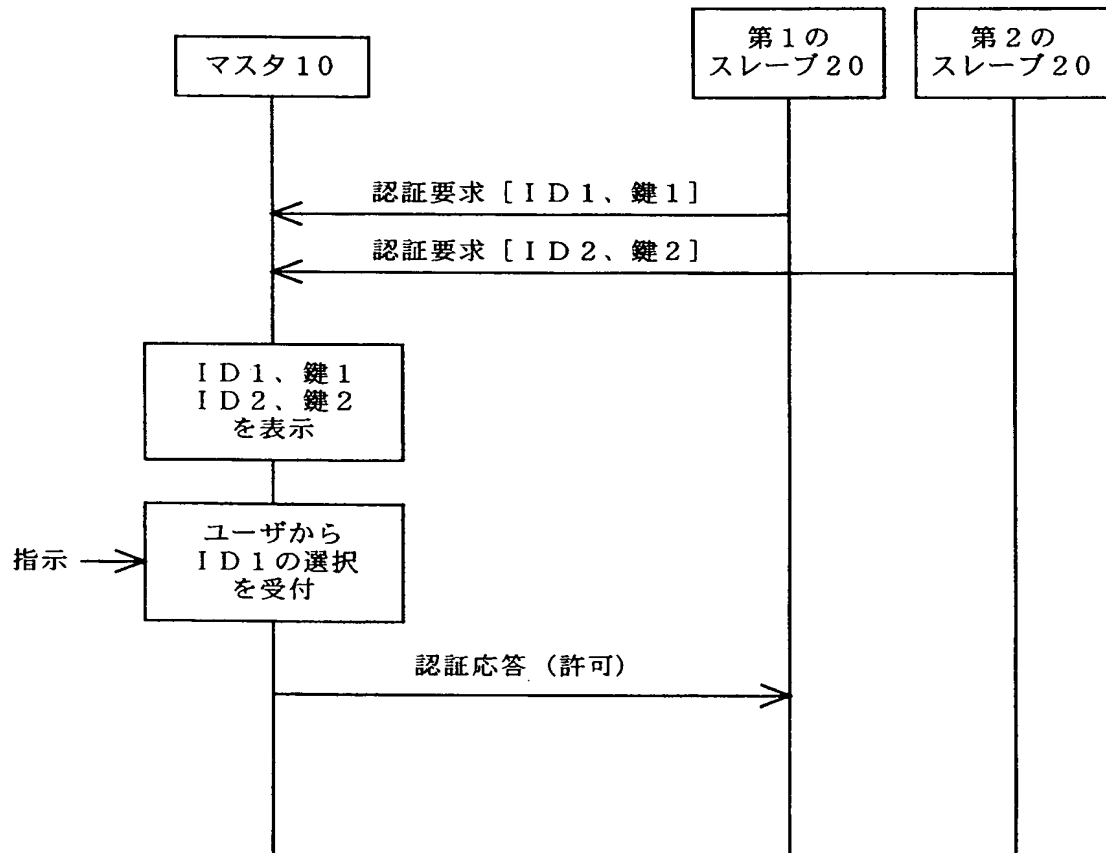 マスタ10
第1の
スレーブ20
第2の
スレーブ20
認証要求［ID1、鍵1］
認証要求［ID2、鍵2］
ID1、鍵1
ID2、鍵2
を表示
指示
ユーザから
ID1の選択
を受付
認証応答（許可）